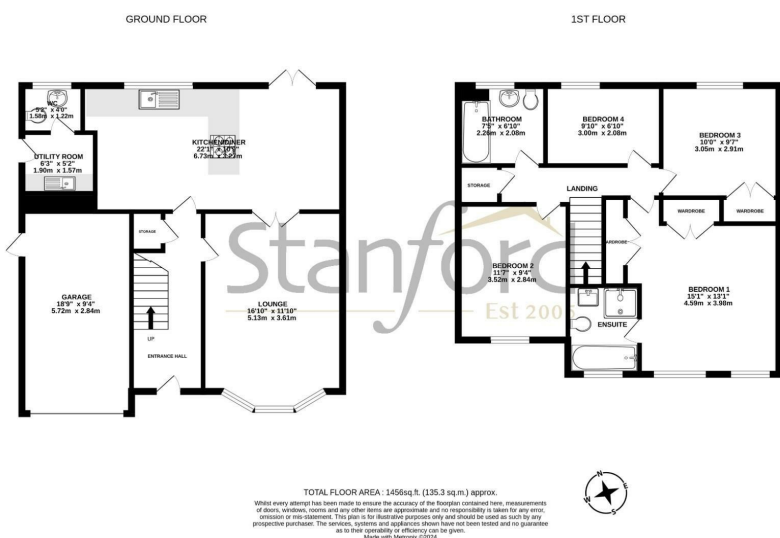 GROUND FLOOR
1ST FLOOR
WC
5'2" x 4'0"
1.58m x 1.22m
UTILITY ROOM
6'3" x 5'2"
1.90m x 1.57m
KITCHEN/DINER
22'1" x 10'9"
6.73m x 3.27m
STORAGE
GARAGE
18'9" x 9'4"
5.72m x 2.84m
UP
ENTRANCE HALL
LOUNGE
16'10" x 11'10"
5.13m x 3.61m
BATHROOM
7'5" x 6'10"
2.26m x 2.08m
BEDROOM 4
9'10" x 6'10"
3.00m x 2.08m
BEDROOM 3
10'0" x 9'7"
3.05m x 2.91m
STORAGE
LANDING
WARDROBE
WARDROBE
WARDROBE
BEDROOM 2
11'7" x 9'4"
3.52m x 2.84m
BEDROOM 1
15'1" x 13'1"
4.59m x 3.98m
ENSUITE
Stanford
Est 2006
TOTAL FLOOR AREA : 1456sq.ft. (135.3 sq.m.) approx.
Whilst every attempt has been made to ensure the accuracy of the floorplan contained here, measurements
of doors, windows, rooms and any other items are approximate and no responsibility is taken for any error,
omission or mis-statement. This plan is for illustrative purposes only and should be used as such by any
prospective purchaser. The services, systems and appliances shown have not been tested and no guarantee
as to their operability or efficiency can be given.
Made with Metropix ©2024
N
E
S
W